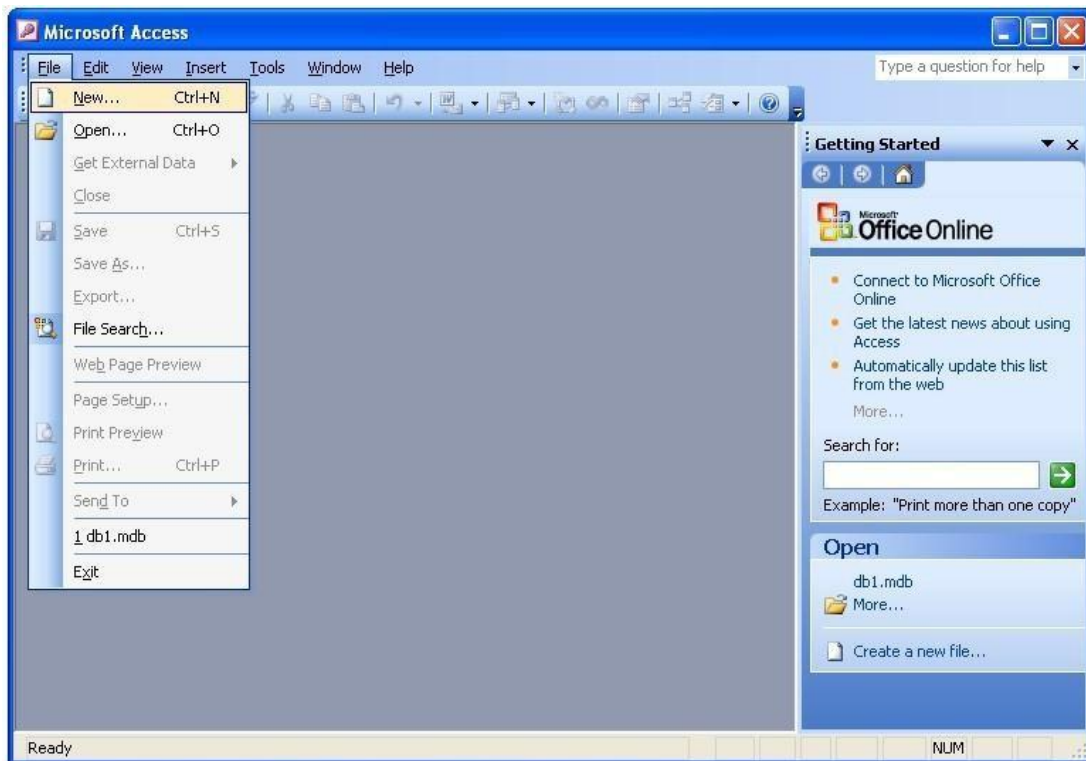 Microsoft Access
File Edit View Insert Tools Window Help
Type a question for help
New... Ctrl+N
Open... Ctrl+O
Get External Data
Close
Save Ctrl+S
Save As...
Export...
File Search...
Web Page Preview
Page Setup...
Print Preview
Print... Ctrl+P
Send To
1 db1.mdb
Exit
Getting Started
Microsoft
Office Online
Connect to Microsoft Office
Online
Get the latest news about using
Access
Automatically update this list
from the web
More...
Search for:
Example: "Print more than one copy"
Open
db1.mdb
More...
Create a new file...
Ready
NUM